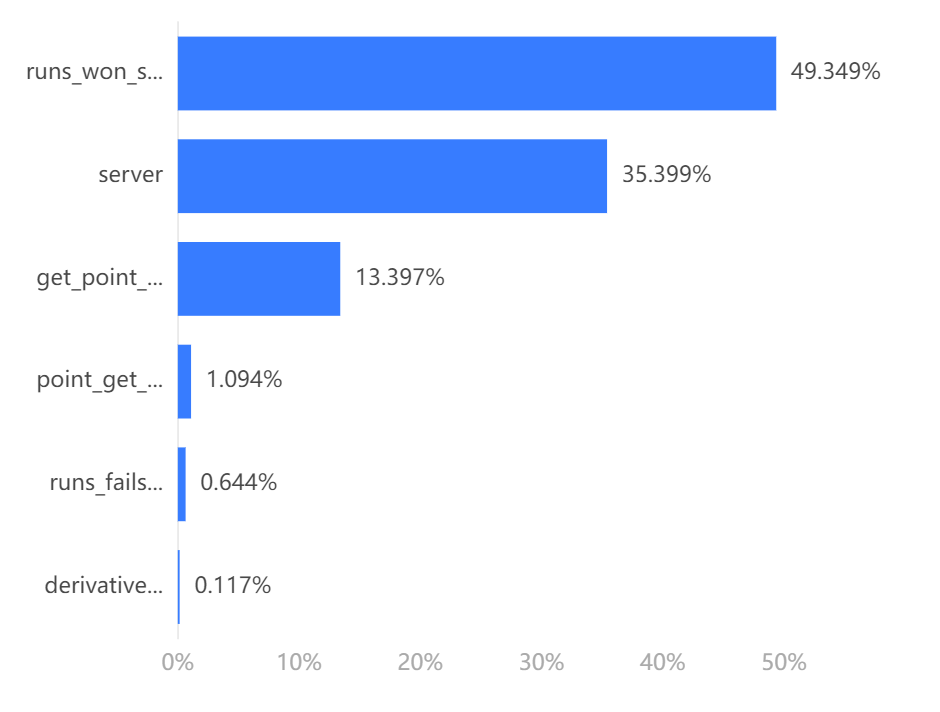 runs_won_s... 49.349%
server 35.399%
get_point_... 13.397%
point_get_... 1.094%
runs_fails... 0.644%
derivative... 0.117%
0% 10% 20% 30% 40% 50%